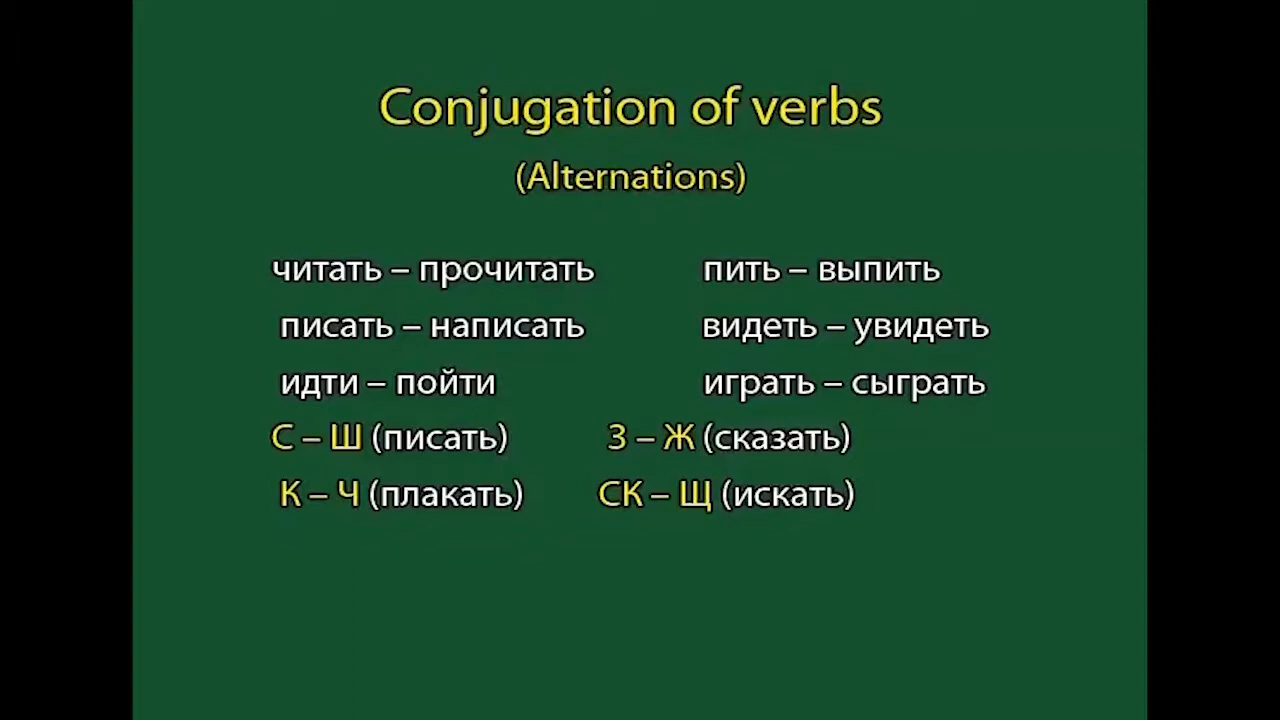 Conjugation of verbs
(Alternations)
читать – прочитать пить – выпить
писать – написать видеть – увидеть
идти – пойти играть – сыграть
С – Ш (писать) З – Ж (сказать)
К – Ч (плакать) СК – Щ (искать)